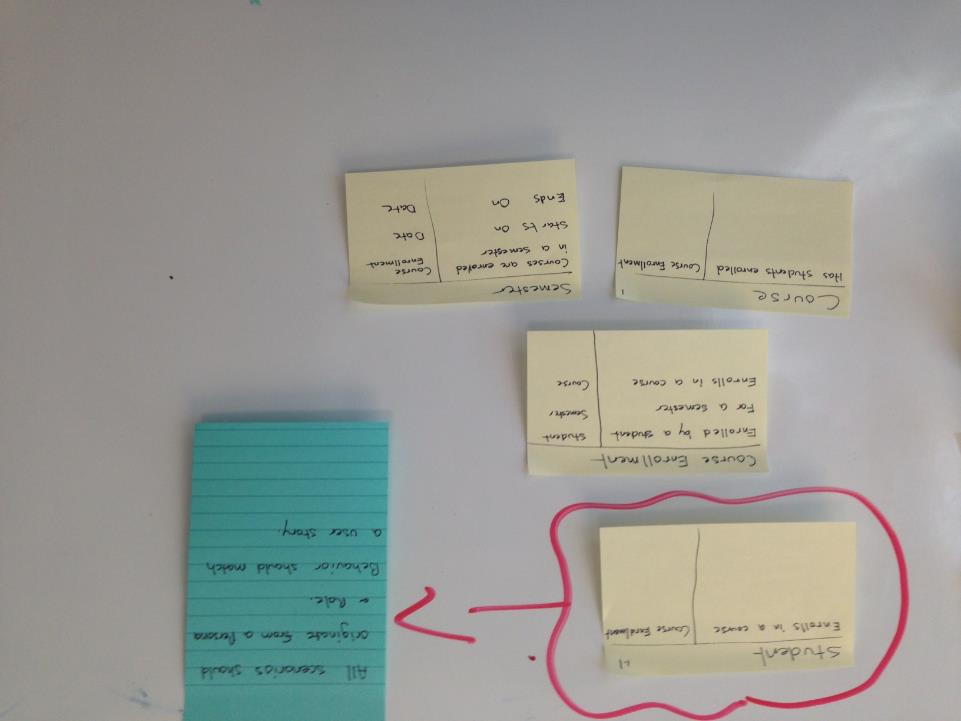 Student
Enrolls in a course Course Enrollment
All scenarios should
originate from a Persona
or Role.
Behavior should match
a user story.
Course Enrollment
Enrolled by a student Student
For a semester Semester
Enrolls in a course Course
Course
Has students enrolled Course Enrollment
Semester
Courses are enroled Course
in a semester Enrollment
Starts On Date
Ends On Date